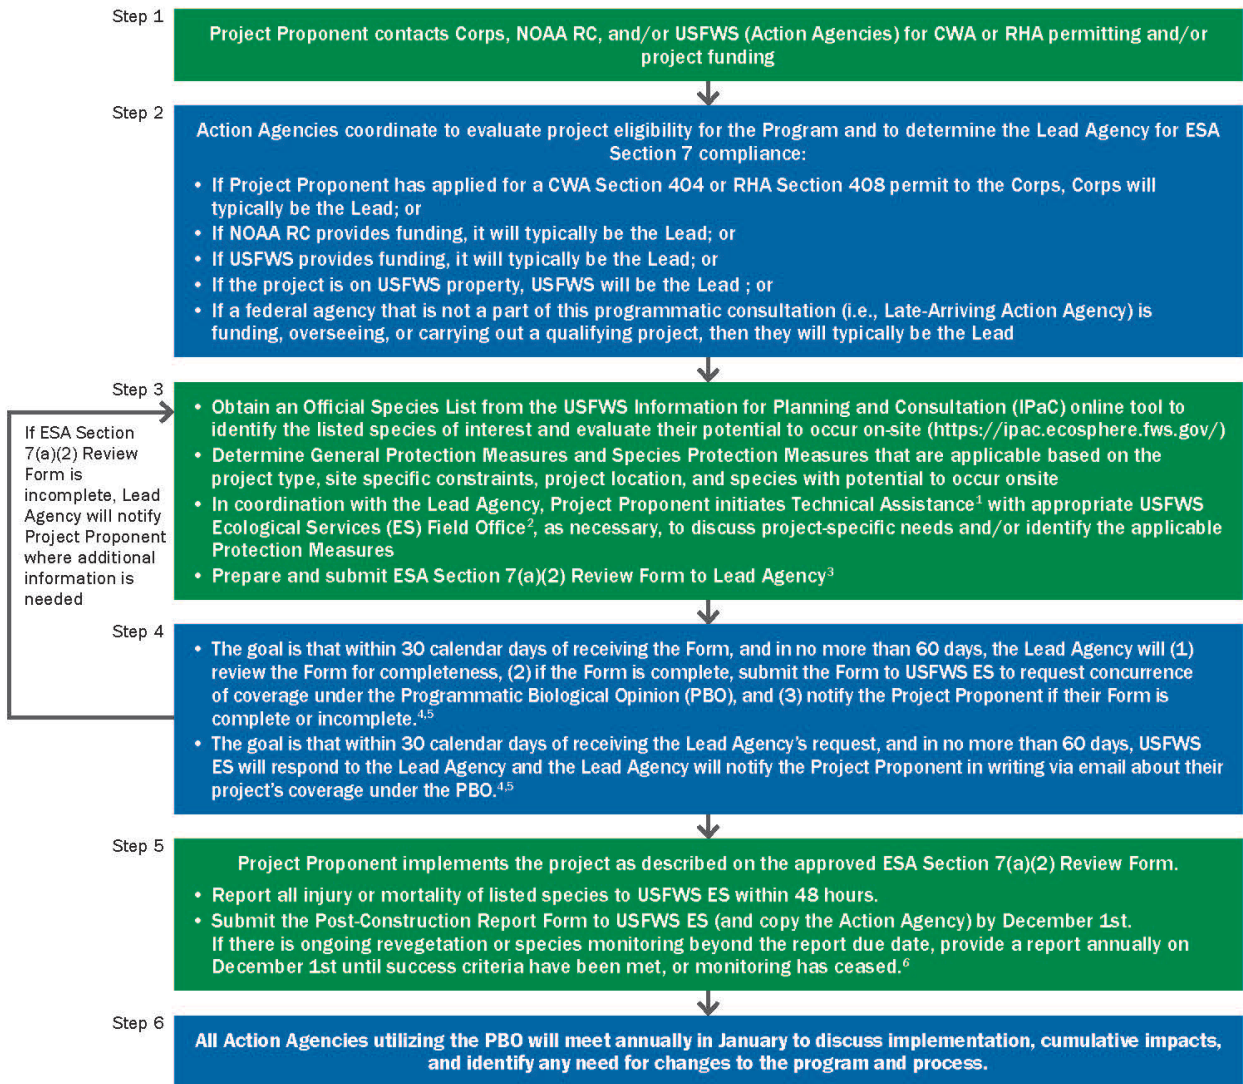 Step 1
Project Proponent contacts Corps, NOAA RC, and/or USFWS (Action Agencies) for CWA or RHA permitting and/or
project funding
Step 2
Action Agencies coordinate to evaluate project eligibility for the Program and to determine the Lead Agency for ESA
Section 7 compliance:
• If Project Proponent has applied for a CWA Section 404 or RHA Section 408 permit to the Corps, Corps will
typically be the Lead; or
• If NOAA RC provides funding, it will typically be the Lead; or
• If USFWS provides funding, it will typically be the Lead; or
• If the project is on USFWS property, USFWS will be the Lead ; or
• If a federal agency that is not a part of this programmatic consultation (i.e., Late-Arriving Action Agency) is
funding, overseeing, or carrying out a qualifying project, then they will typically be the Lead
Step 3
If ESA Section
7(a)(2) Review
Form is
incomplete, Lead
Agency will notify
Project Proponent
where additional
information is
needed
• Obtain an Official Species List from the USFWS Information for Planning and Consultation (IPaC) online tool to
identify the listed species of interest and evaluate their potential to occur on-site (https://ipac.ecosphere.fws.gov/)
• Determine General Protection Measures and Species Protection Measures that are applicable based on the
project type, site specific constraints, project location, and species with potential to occur onsite
• In coordination with the Lead Agency, Project Proponent initiates Technical Assistance¹ with appropriate USFWS
Ecological Services (ES) Field Office², as necessary, to discuss project-specific needs and/or identify the applicable
Protection Measures
• Prepare and submit ESA Section 7(a)(2) Review Form to Lead Agency³
Step 4
• The goal is that within 30 calendar days of receiving the Form, and in no more than 60 days, the Lead Agency will (1)
review the Form for completeness, (2) if the Form is complete, submit the Form to USFWS ES to request concurrence
of coverage under the Programmatic Biological Opinion (PBO), and (3) notify the Project Proponent if their Form is
complete or incomplete.⁴,⁵
• The goal is that within 30 calendar days of receiving the Lead Agency's request, and in no more than 60 days, USFWS
ES will respond to the Lead Agency and the Lead Agency will notify the Project Proponent in writing via email about their
project's coverage under the PBO.⁴,⁵
Step 5
Project Proponent implements the project as described on the approved ESA Section 7(a)(2) Review Form.
• Report all injury or mortality of listed species to USFWS ES within 48 hours.
• Submit the Post-Construction Report Form to USFWS ES (and copy the Action Agency) by December 1st.
If there is ongoing revegetation or species monitoring beyond the report due date, provide a report annually on
December 1st until success criteria have been met, or monitoring has ceased.⁶
Step 6
All Action Agencies utilizing the PBO will meet annually in January to discuss implementation, cumulative impacts,
and identify any need for changes to the program and process.